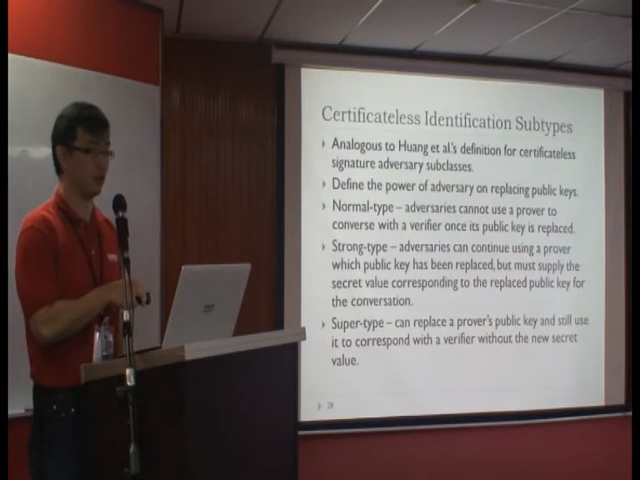 Certificateless Identification Subtypes
Analogous to Huang et al.'s definition for certificateless
signature adversary subclasses.
Define the power of adversary on replacing public keys.
Normal-type – adversaries cannot use a prover to
converse with a verifier once its public key is replaced.
Strong-type – adversaries can continue using a prover
which public key has been replaced, but must supply the
secret value corresponding to the replaced public key for
the conversation.
Super-type – can replace a prover's public key and still use
it to correspond with a verifier without the new secret
value.
28